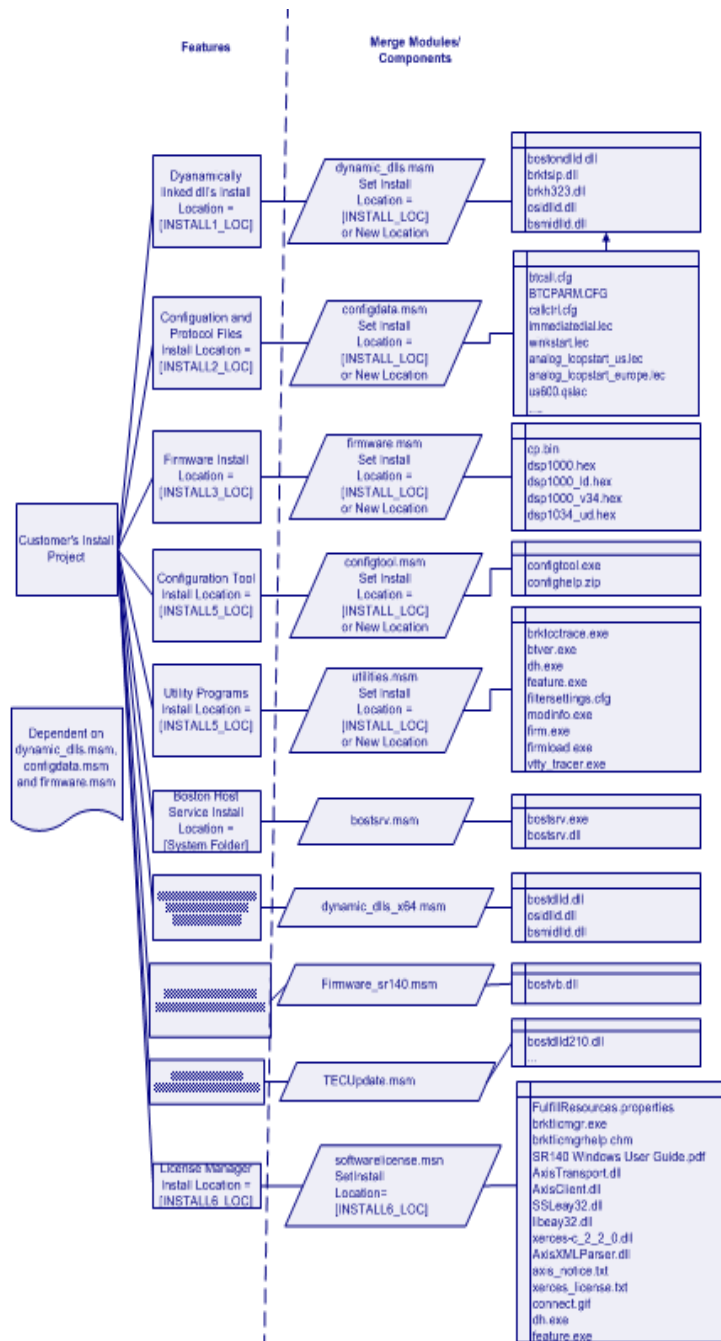 Features
Merge Modules/
Components
Dyanamically
linked dll's Install
Location =
[INSTALL1_LOC]
dynamic_dlls.msm
Set Install
Location =
[INSTALL_LOC]
or New Location
bostondlld.dll
brktsip.dll
brkh323.dll
osidlld.dll
bsmidlld.dll
Configuation and
Protocol Files
Install Location =
[INSTALL2_LOC]
configdata.msm
Set Install
Location =
[INSTALL_LOC]
or New Location
btcall.cfg
BTCPARM.CFG
callctrl.cfg
immediatedial.lec
winkstart.lec
analog_loopstart_us.lec
analog_loopstart_europe.lec
us600.qslac
.....
Firmware Install
Location =
[INSTALL3_LOC]
firmware.msm
Set Install
Location =
[INSTALL_LOC]
or New Location
cp.bin
dsp1000.hex
dsp1000_ld.hex
dsp1000_v34.hex
dsp1034_ud.hex
Customer's Install
Project
Configuration Tool
Install Location =
[INSTALL5_LOC]
configtool.msm
Set Install
Location =
[INSTALL_LOC]
or New Location
configtool.exe
confighelp.zip
Utility Programs
Install Location =
[INSTALL5_LOC]
utilities.msm
Set Install
Location =
[INSTALL_LOC]
or New Location
brktcctrace.exe
btver.exe
dh.exe
feature.exe
filtersettings.cfg
modinfo.exe
firm.exe
firmload.exe
vtty_tracer.exe
Dependent on
dynamic_dlls.msm,
configdata.msm
and firmware.msm
Boston Host
Service Install
Location =
[System Folder]
bostsrv.msm
bostsrv.exe
bostsrv.dll
dynamic_dlls_x64.msm
bostdlld.dll
osidlld.dll
bsmidlld.dll
Firmware_sr140.msm
bostvb.dll
TECUpdate.msm
bostdlld210.dll
...
License Manager
Install Location =
[INSTALL6_LOC]
softwarelicense.msn
SetInstall
Location=
[INSTALL6_LOC]
FulfillResources.properties
brktlicmgr.exe
brktlicmgrhelp.chm
SR140 Windows User Guide.pdf
AxisTransport.dll
AxisClient.dll
SSLeay32.dll
libeay32.dll
xerces-c_2_2_0.dll
AxisXMLParser.dll
axis_notice.txt
xerces_license.txt
connect.gif
dh.exe
feature.exe